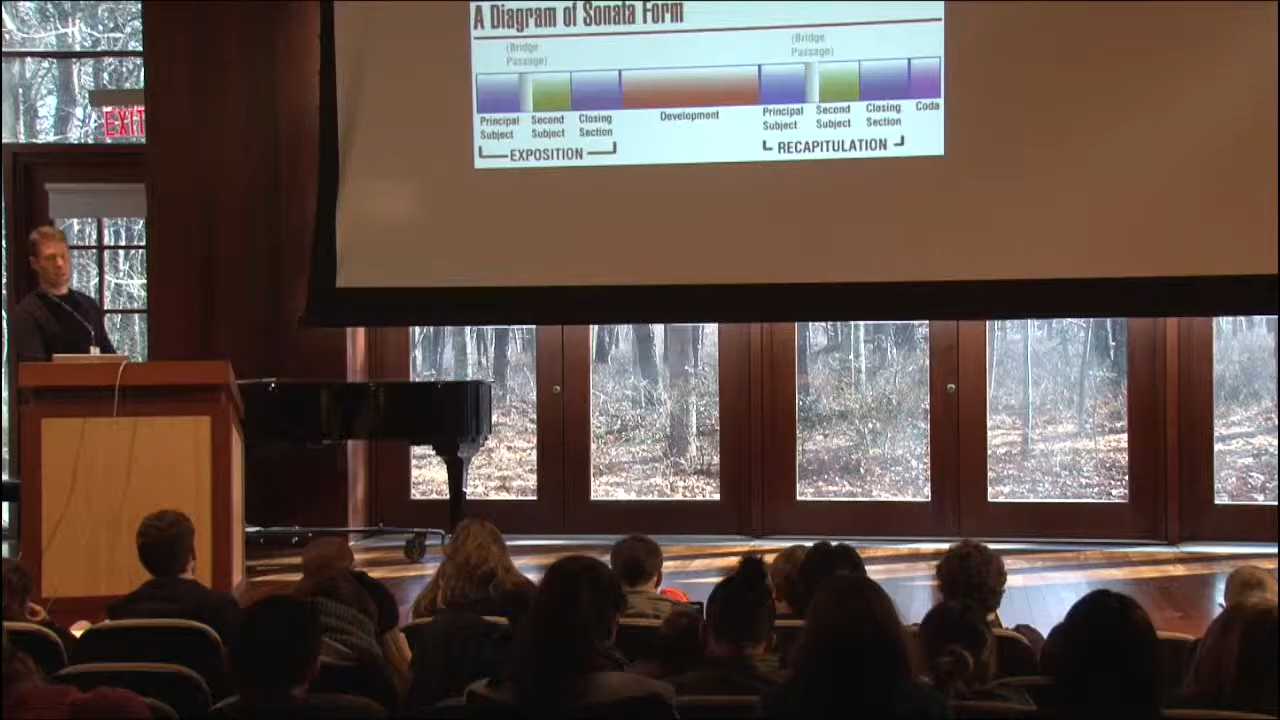 A Diagram of Sonata Form
(Bridge
Passage)
(Bridge
Passage)
Principal
Subject
Second
Subject
Closing
Section
Development
Principal
Subject
Second
Subject
Closing
Section
Coda
EXPOSITION
RECAPITULATION
EXIT